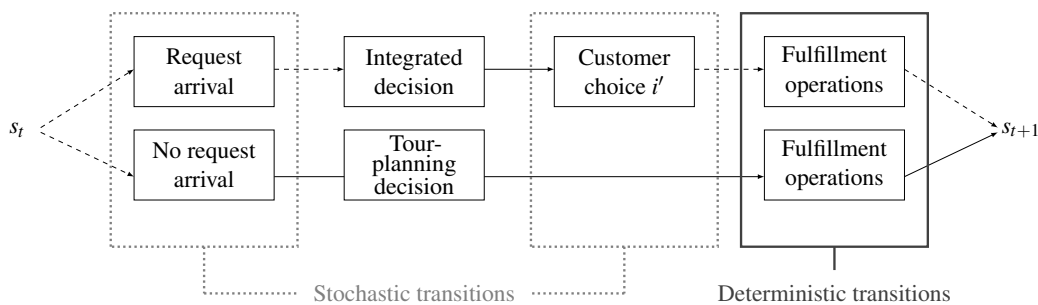 s_t
Request
arrival
Integrated
decision
Customer
choice i′
Fulfillment
operations
No request
arrival
Tour-
planning
decision
Fulfillment
operations
s_{t+1}
Stochastic transitions
Deterministic transitions